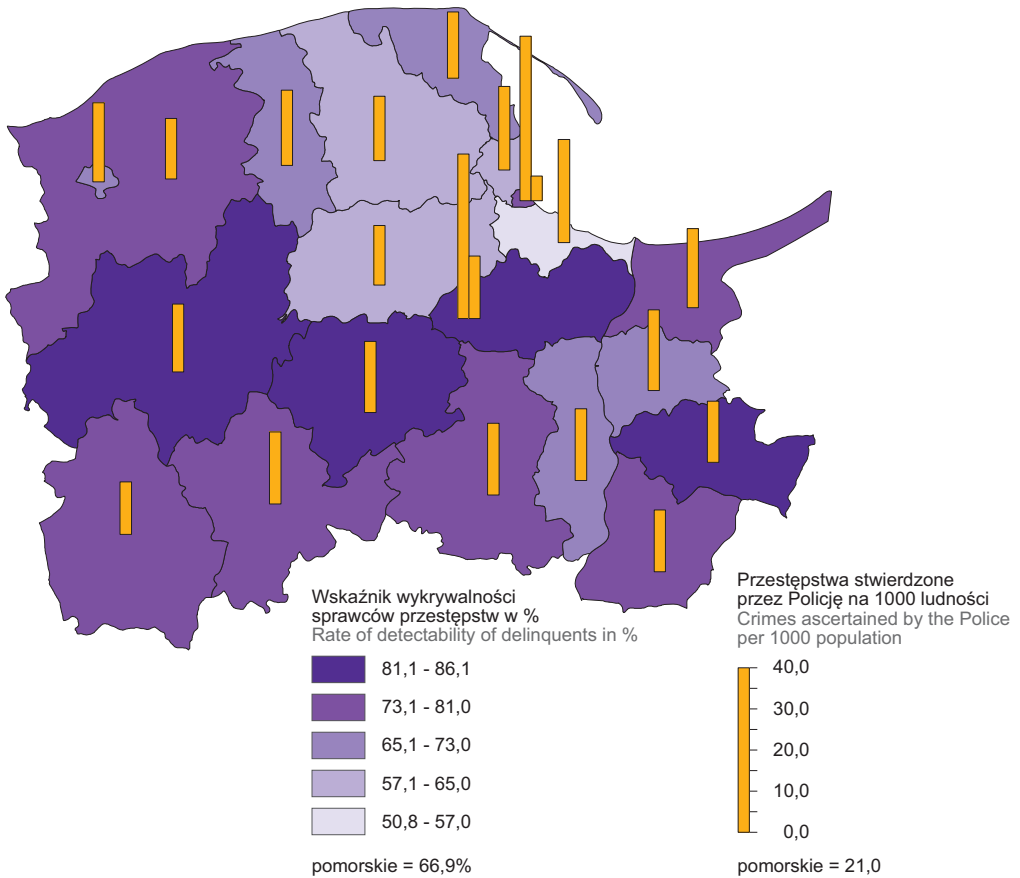 Wskaźnik wykrywalności
sprawców przestępstw w %
Rate of detectability of delinquents in %
81,1 - 86,1
73,1 - 81,0
65,1 - 73,0
57,1 - 65,0
50,8 - 57,0
pomorskie = 66,9%
Przestępstwa stwierdzone
przez Policję na 1000 ludności
Crimes ascertained by the Police
per 1000 population
40,0
30,0
20,0
10,0
0,0
pomorskie = 21,0